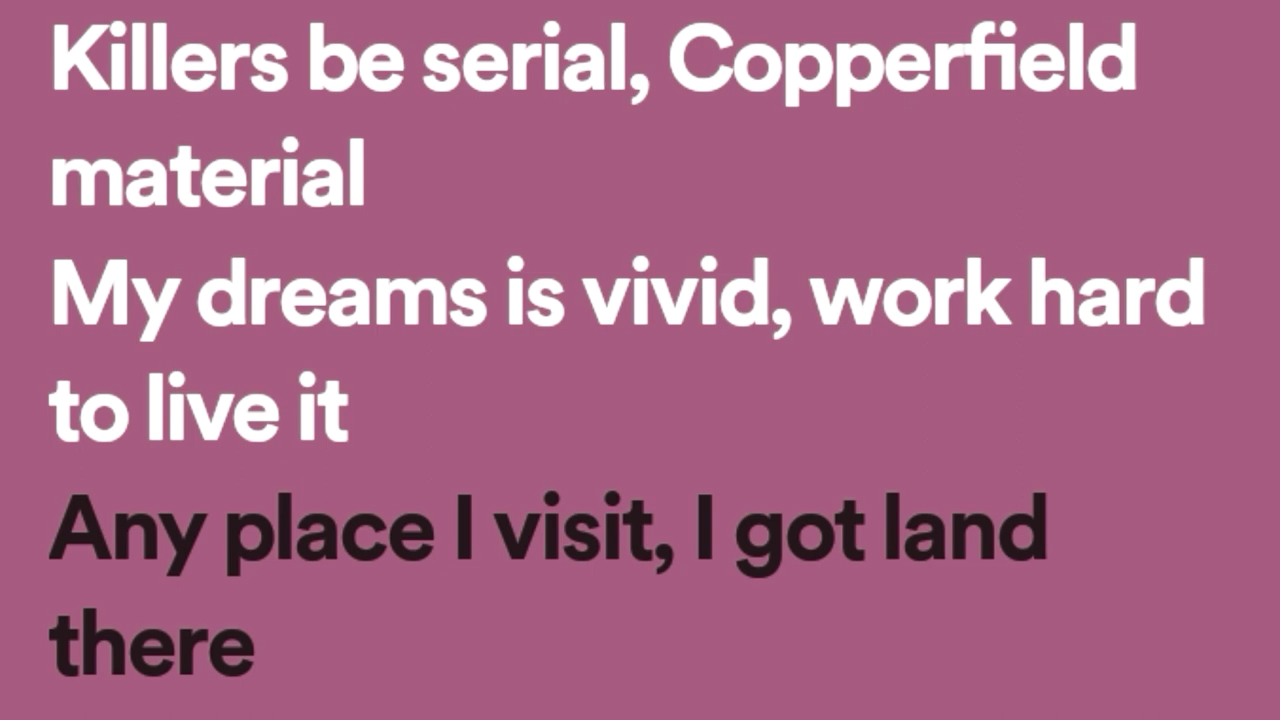 Killers be serial, Copperfield
material
My dreams is vivid, work hard
to live it
Any place I visit, I got land
there